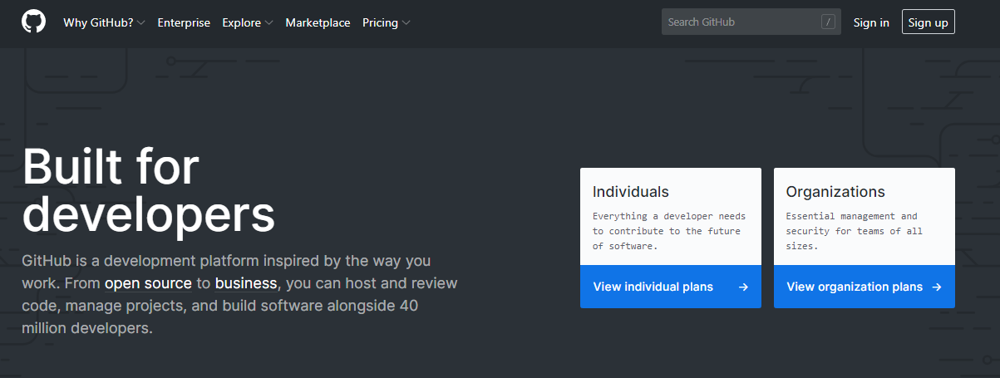 Why GitHub? Enterprise Explore Marketplace Pricing Search GitHub / Sign in Sign up
Built for
developers
GitHub is a development platform inspired by the way you
work. From open source to business, you can host and review
code, manage projects, and build software alongside 40
million developers.
Individuals
Everything a developer needs
to contribute to the future
of software.
View individual plans →
Organizations
Essential management and
security for teams of all
sizes.
View organization plans →